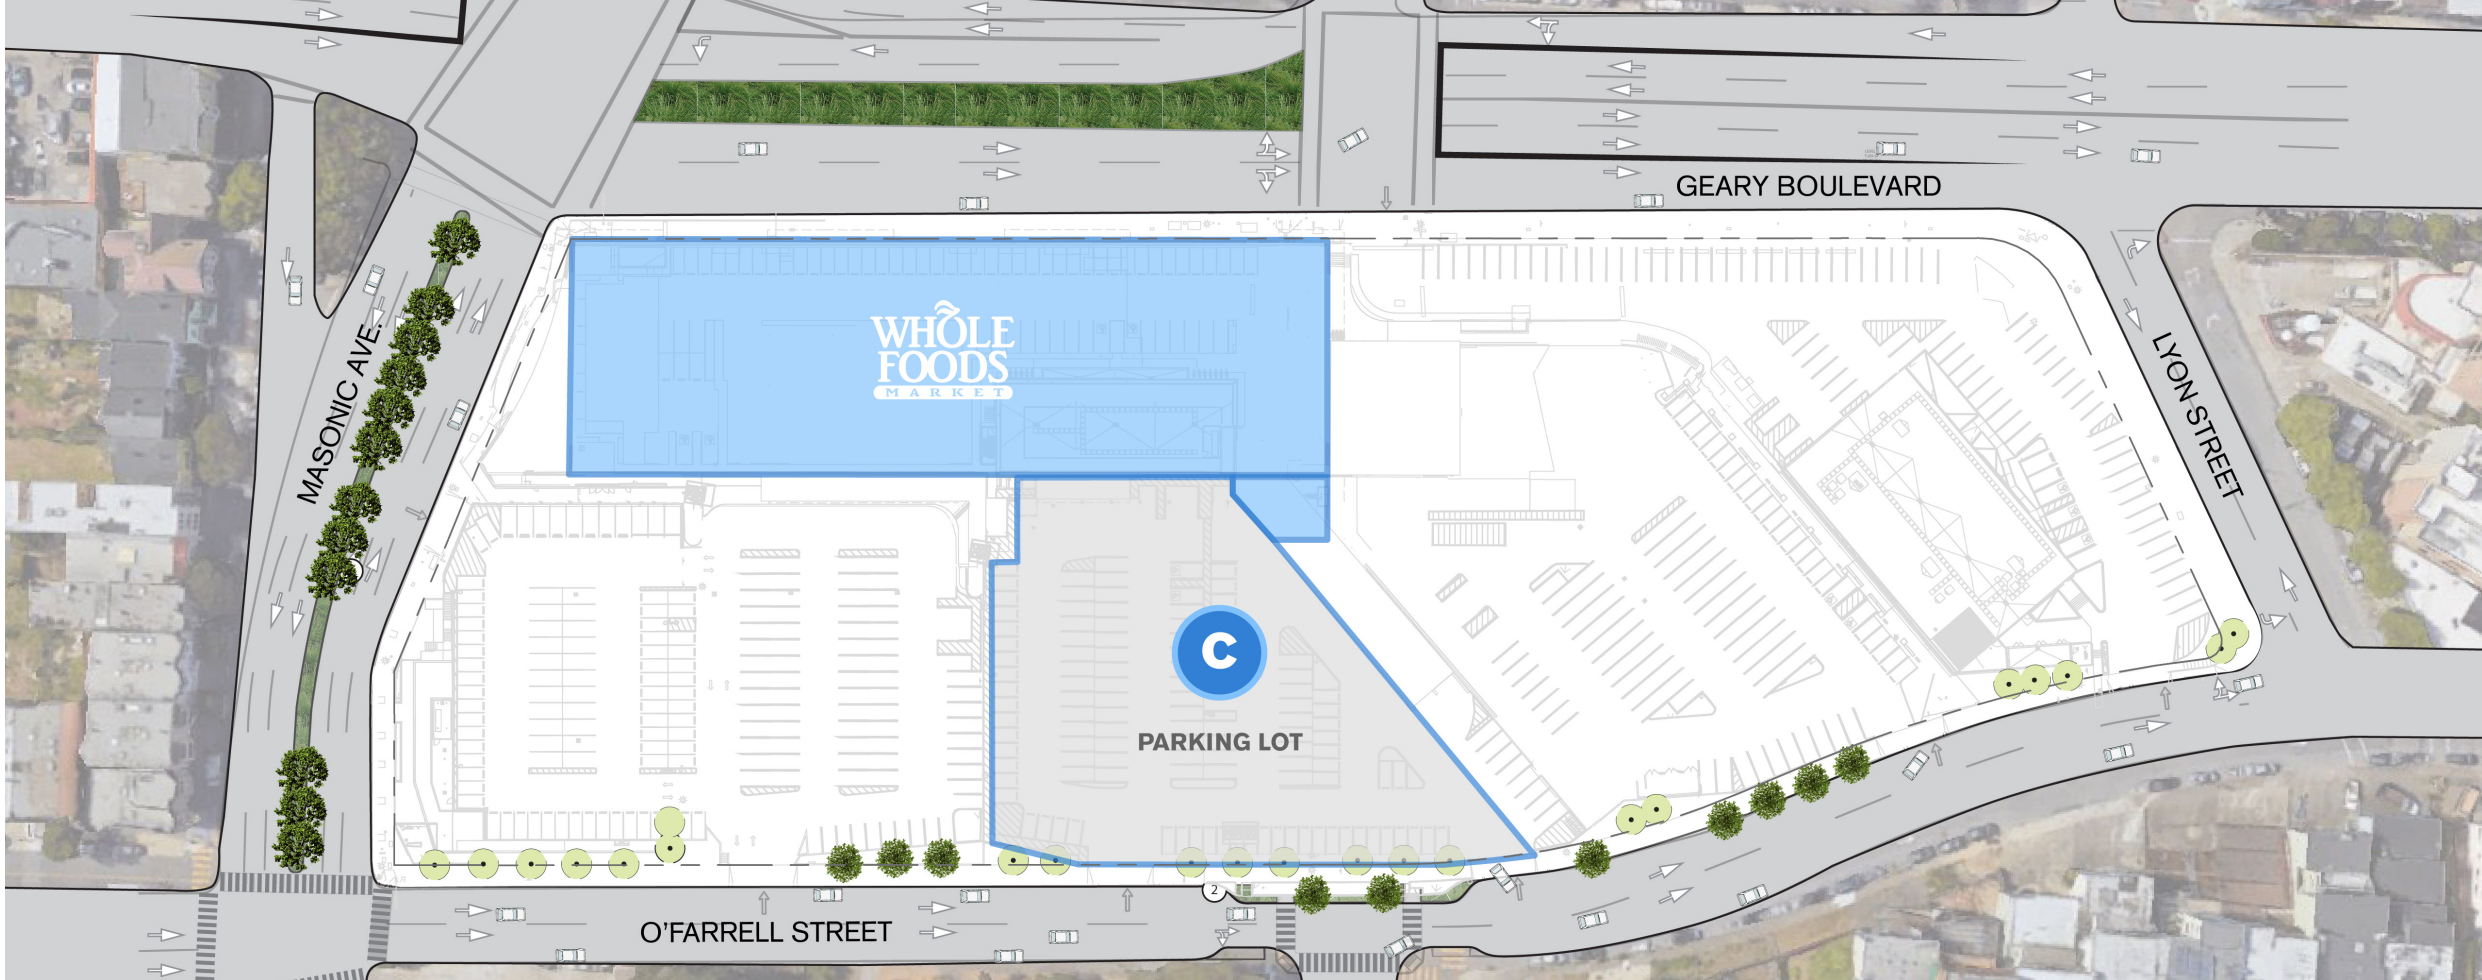 GEARY BOULEVARD
WHOLE
FOODS
MARKET
MASONIC AVE.
LYON STREET
C
PARKING LOT
2
O'FARRELL STREET